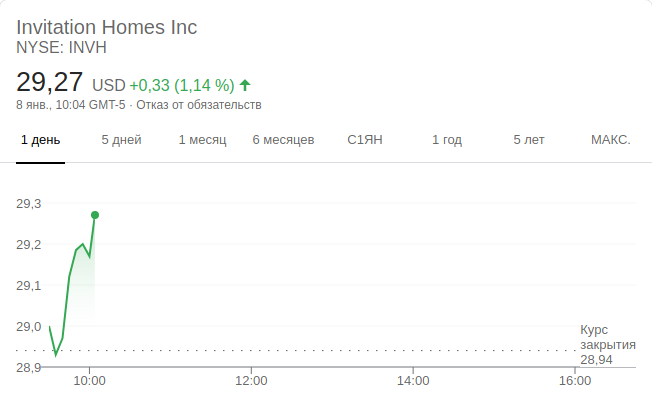 Invitation Homes Inc
NYSE: INVH
29,27 USD +0,33 (1,14 %)
8 янв., 10:04 GMT-5 · Отказ от обязательств
1 день 5 дней 1 месяц 6 месяцев С1ЯН 1 год 5 лет МАКС.
29,3
29,2
29,1
29,0
Курс
закрытия
28,94
28,9
10:00 12:00 14:00 16:00